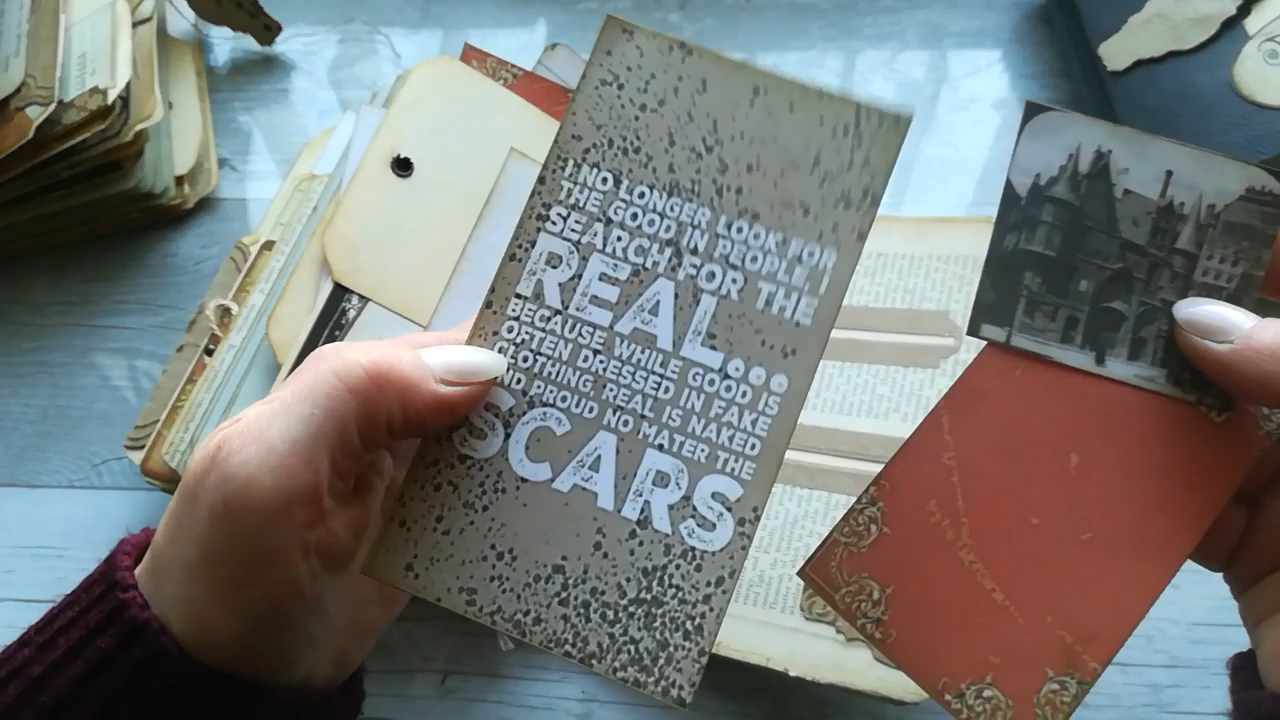 I NO LONGER LOOK FOR
THE GOOD IN PEOPLE, I
SEARCH FOR THE
REAL...
BECAUSE WHILE GOOD IS
OFTEN DRESSED IN FAKE
CLOTHING, REAL IS NAKED
AND PROUD NO MATER THE
SCARS